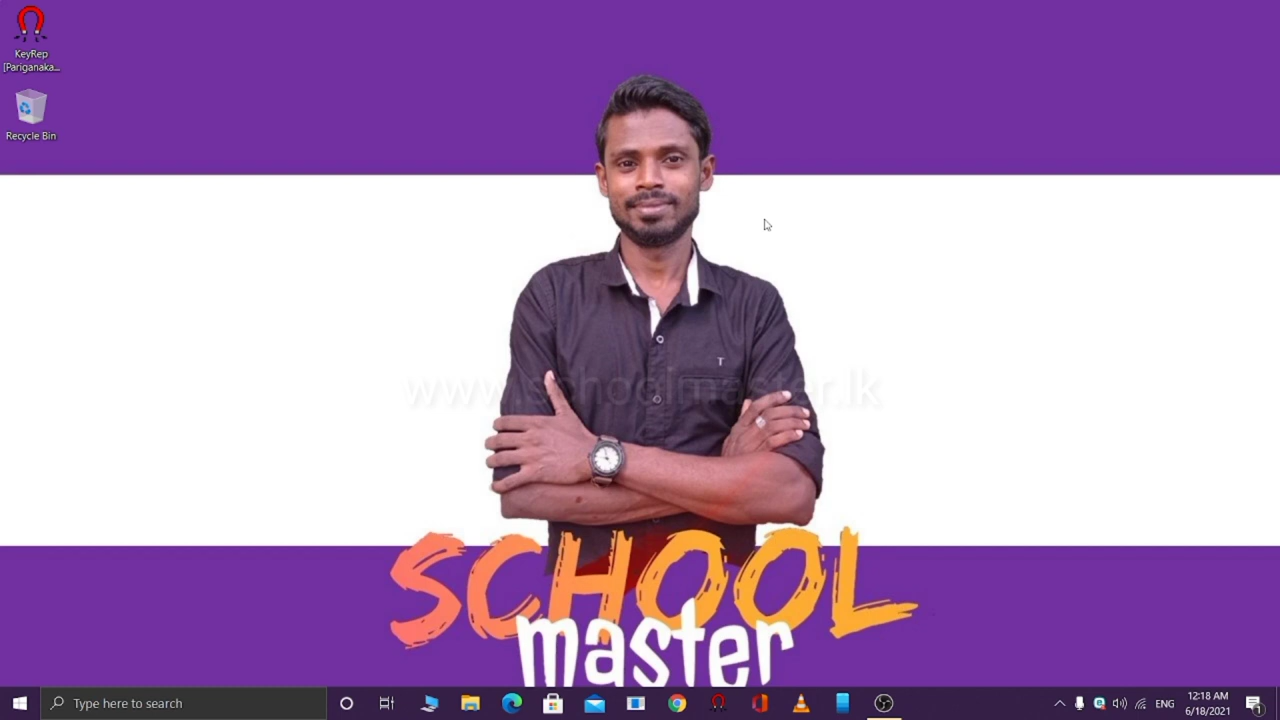 KeyRep
[Pariganaka...
Recycle Bin
T
www.schoolmaster.lk
SCHOOL
master
Type here to search
ENG
12:18 AM
6/18/2021
1